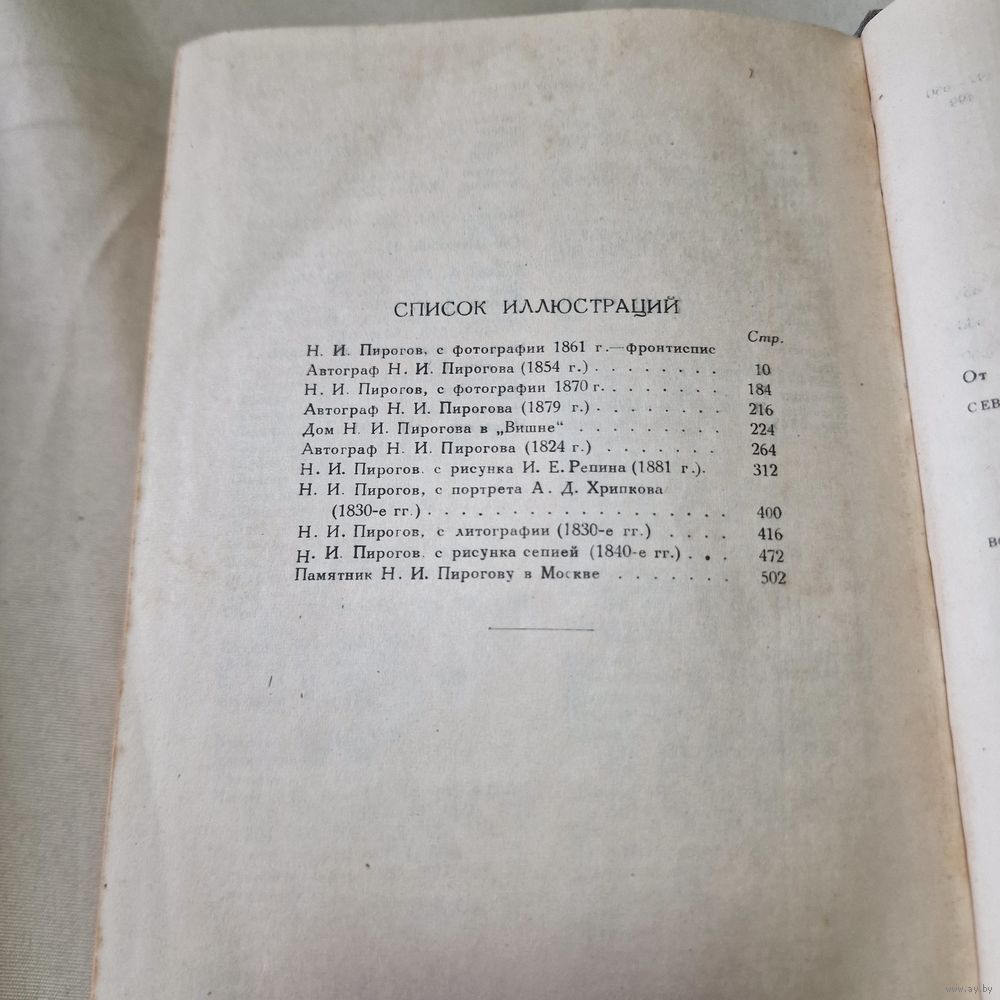 СПИСОК ИЛЛЮСТРАЦИЙ
Стр.
Н. И. Пирогов, с фотографии 1861 г.—фронтиспис
Автограф Н. И. Пирогова (1854 г.) . . . . . . . . 10
Н. И. Пирогов, с фотографии 1870 г. . . . . . . . 184
Автограф Н. И. Пирогова (1879 г.) . . . . . . . . 216
Дом Н. И. Пирогова в „Вишне“ . . . . . . . . . 224
Автограф Н. И. Пирогова (1824 г.) . . . . . . . 264
Н. И. Пирогов. с рисунка И. Е. Репина (1881 г.). 312
Н. И. Пирогов, с портрета А. Д. Хрипкова
(1830-е гг.) . . . . . . . . . . . . . . . . . . 400
Н. И. Пирогов, с литографии (1830-е гг.) . . . . 416
Н. И. Пирогов. с рисунка сепией (1840-е гг.) . . . 472
Памятник Н. И. Пирогову в Москве . . . . . . . 502
От
СЕВ
www.ay.by